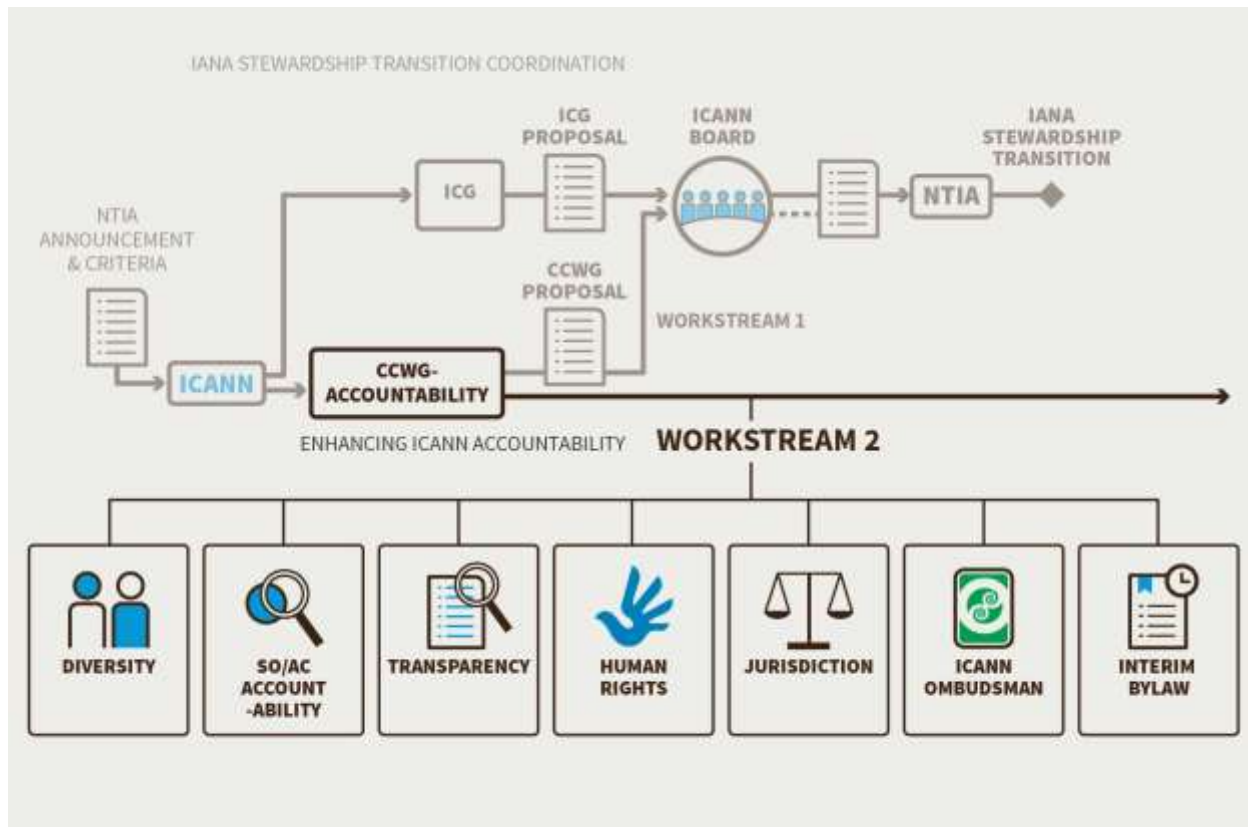 IANA STEWARDSHIP TRANSITION COORDINATION
ICG
PROPOSAL
ICANN
BOARD
IANA
STEWARDSHIP
TRANSITION
ICG
NTIA
NTIA
ANNOUNCEMENT
& CRITERIA
CCWG
PROPOSAL
WORKSTREAM 1
ICANN
CCWG-
ACCOUNTABILITY
ENHANCING ICANN ACCOUNTABILITY
WORKSTREAM 2
DIVERSITY
SO/AC
ACCOUNT
-ABILITY
TRANSPARENCY
HUMAN
RIGHTS
JURISDICTION
ICANN
OMBUDSMAN
INTERIM
BYLAW